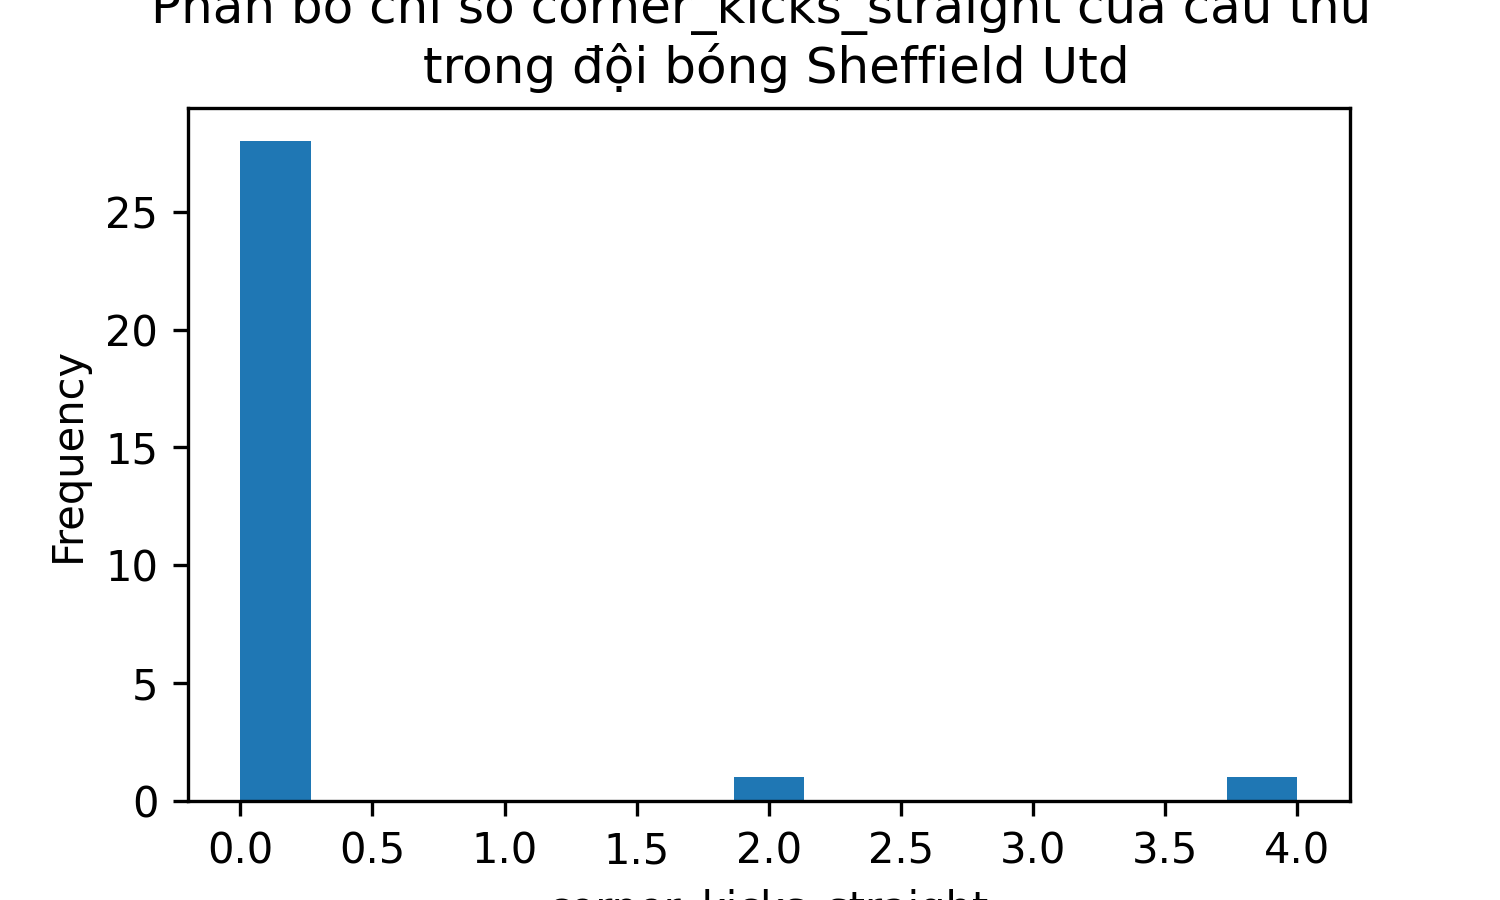 Phân bố chỉ số corner_kicks_straight của cầu thủ
trong đội bóng Sheffield Utd
Frequency
25
20
15
10
5
0
0.0 0.5 1.0 1.5 2.0 2.5 3.0 3.5 4.0
corner_kicks_straight